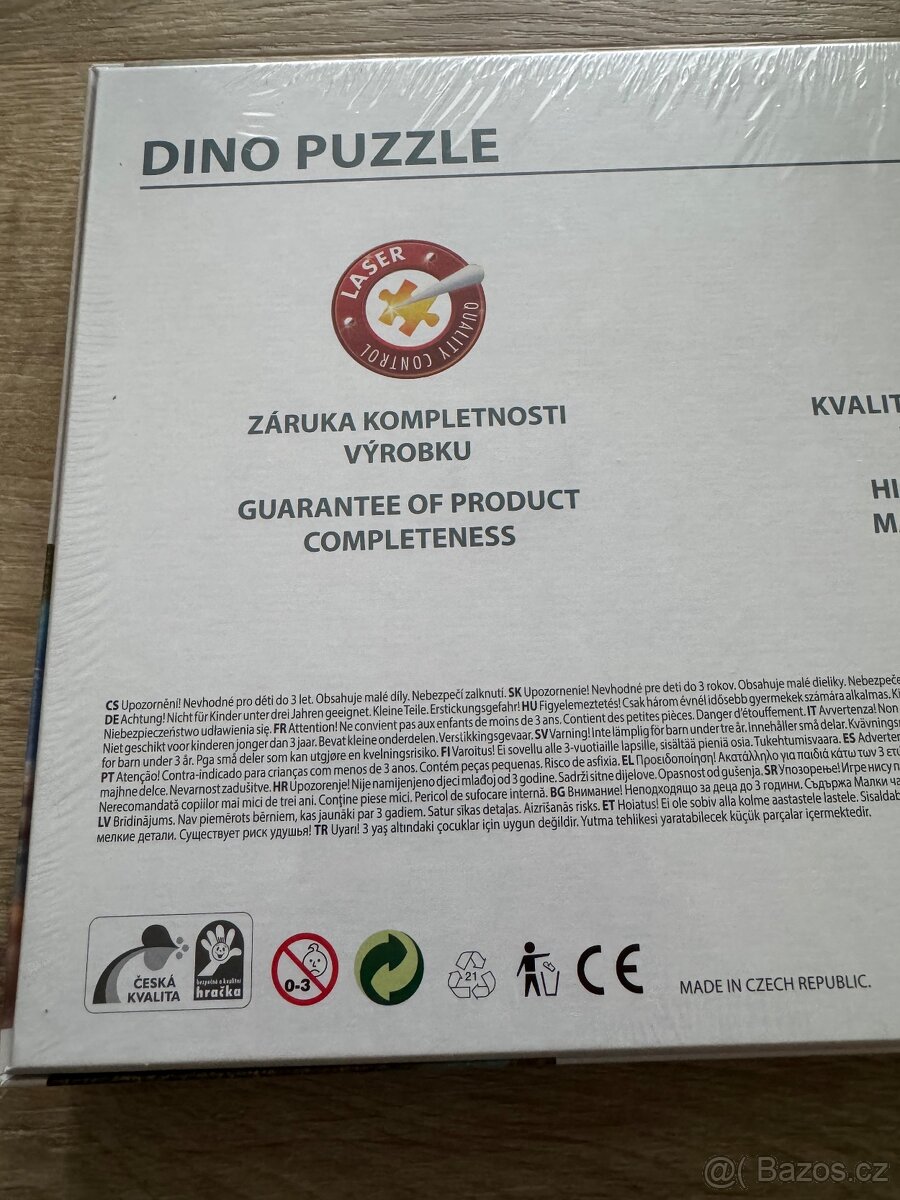 DINO PUZZLE
LASER
QUALITY CONTROL
ZÁRUKA KOMPLETNOSTI
VÝROBKU
GUARANTEE OF PRODUCT
COMPLETENESS
KVALIT
HI
M
CS Upozornění! Nevhodné pro děti do 3 let. Obsahuje malé díly. Nebezpečí zalknutí. SK Upozornenie! Nevhodné pre deti do 3 rokov. Obsahuje malé dieliky. Nebezpeče
DE Achtung! Nicht für Kinder unter drei Jahren geeignet. Kleine Teile. Erstickungsgefahr! HU Figyelemeztetés! Csak három évnél idősebb gyermekek számára alkalmas. Ki
Niebezpieczeństwo udławienia się. FR Attention! Ne convient pas aux enfants de moins de 3 ans. Contient des petites pièces. Danger d'étouffement. IT Avvertenza! Non
Niet geschikt voor kinderen jonger dan 3 jaar. Bevat kleine onderdelen. Verslikkingsgevaar. SV Varning! Inte lämplig för barn under tre år. Innehåller små delar. Kvävnings
for barn under 3 år. Pga små deler som kan utgjøre en kvelningsrisiko. FI Varoitus! Ei sovellu alle 3-vuotiaille lapsille, sisältää pieniä osia. Tukehtumisvaara. EL Προειδοποίηση! Ακατάλληλο για παιδιά κάτω των 3 ετώ
PT Atenção! Contra-indicado para crianças com menos de 3 anos. Contém peças pequenas. Risco de asfixia. ES Adverten
majhne delce. Nevarnost zadušitve. HR Upozorenje! Nije namijenjeno djeci mlađoj od 3 godine. Sadrži sitne dijelove. Opasnost od gušenja. SR Упозорење! Игре нису п
Nerecomandată copiilor mai mici de trei ani. Conține piese mici. Pericol de sufocare internă. BG Внимание! Неподходящо за деца до 3 години. Съдържа Малки ча
LV Bridinājums. Nav piemērots bērniem, kas jaunāki par 3 gadiem. Satur sīkas detaļas. Aizrīšanās risks. ET Hoiatus! Ei ole sobiv alla kolme aastastele lastele. Sisaldab
мелкие детали. Существует риск удушья! TR Uyarı! 3 yaş altındaki çocuklar için uygun değildir. Yutma tehlikesi yaratabilecek küçük parçalar içermektedir.
ČESKÁ
KVALITA
bezpečná a kvalitní
hračka
0-3
21
CE
MADE IN CZECH REPUBLIC.
@( Bazos.cz